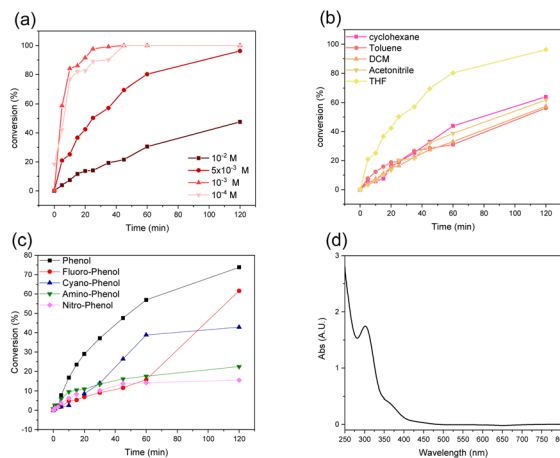 (a)
conversion (%)
100
80
60
40
20
0
10⁻² M
5x10⁻³ M
10⁻³ M
10⁻⁴ M
0 20 40 60 80 100 120
Time (min)
(b)
conversion (%)
100
80
60
40
20
0
cyclohexane
Toluene
DCM
Acetonitrile
THF
0 20 40 60 80 100 120
Time (min)
(c)
Conversion (%)
80
70
60
50
40
30
20
10
0
Phenol
Fluoro-Phenol
Cyano-Phenol
Amino-Phenol
Nitro-Phenol
0 20 40 60 80 100 120
Time (min)
(d)
Abs (A.U.)
3
2
1
0
250 300 350 400 450 500 550 600 650 700 750
Wavelength (nm)